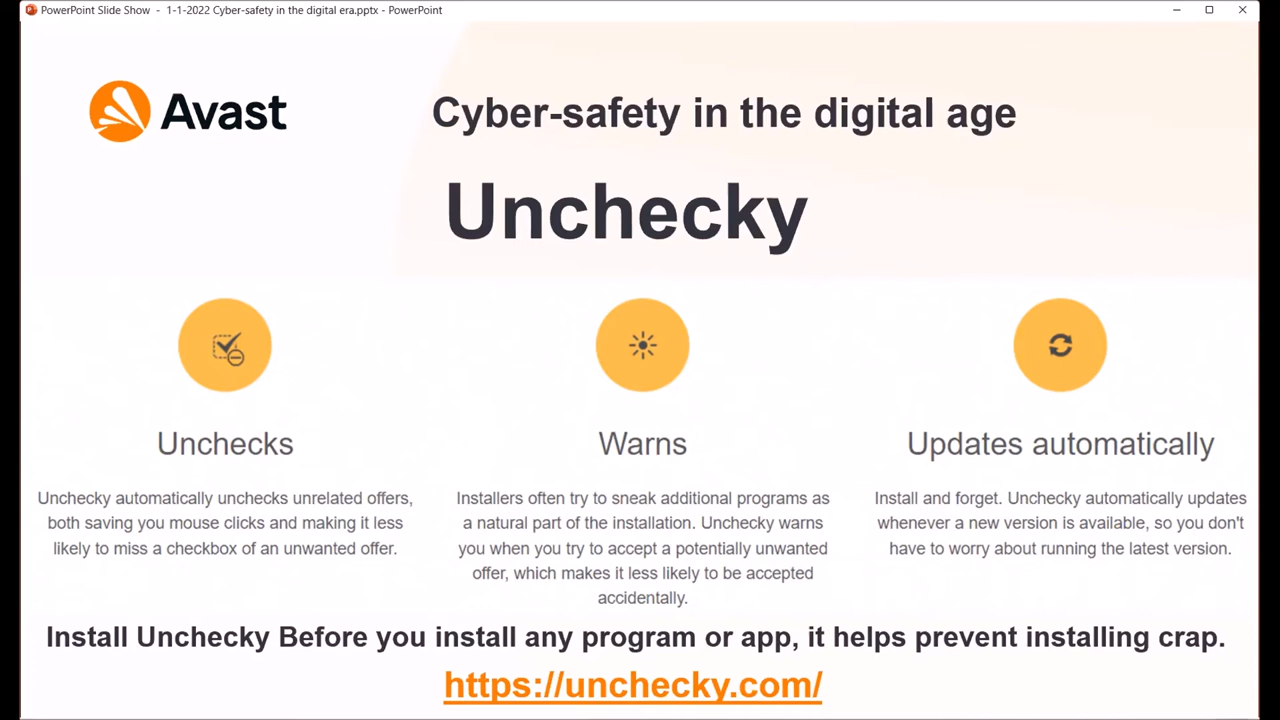 PowerPoint Slide Show - 1-1-2022 Cyber-safety in the digital era.pptx - PowerPoint
Avast
Cyber-safety in the digital age
Unchecky
Unchecks
Unchecky automatically unchecks unrelated offers,
both saving you mouse clicks and making it less
likely to miss a checkbox of an unwanted offer.
Warns
Installers often try to sneak additional programs as
a natural part of the installation. Unchecky warns
you when you try to accept a potentially unwanted
offer, which makes it less likely to be accepted
accidentally.
Updates automatically
Install and forget. Unchecky automatically updates
whenever a new version is available, so you don't
have to worry about running the latest version.
Install Unchecky Before you install any program or app, it helps prevent installing crap.
https://unchecky.com/